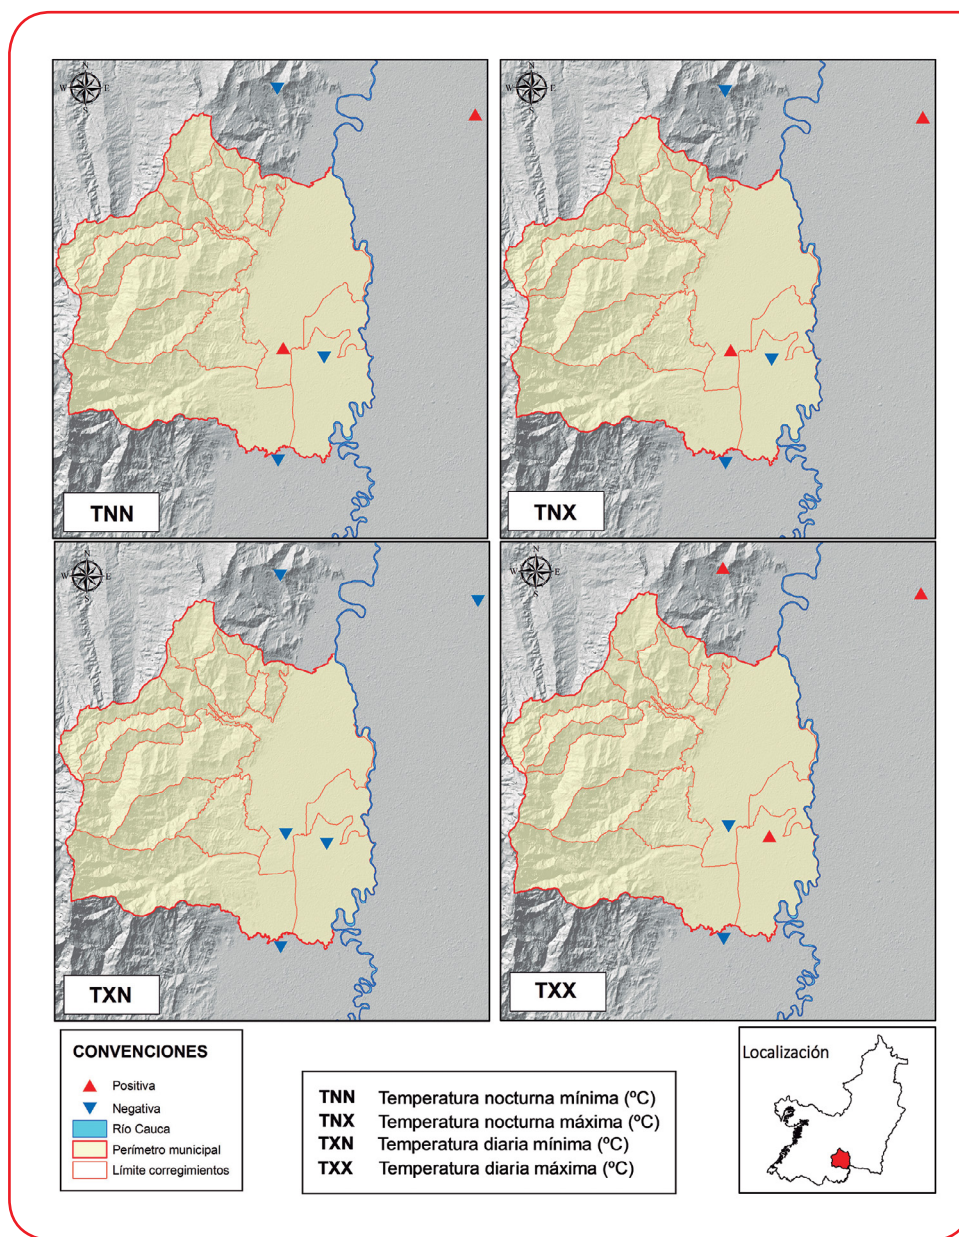 N
W E
S
TNN
N
W E
S
TNX
N
W E
S
TXN
N
W E
S
TXX
CONVENCIONES
Positiva
Negativa
Río Cauca
Perímetro municipal
Límite corregimientos
TNN Temperatura nocturna mínima (ºC)
TNX Temperatura nocturna máxima (ºC)
TXN Temperatura diaria mínima (ºC)
TXX Temperatura diaria máxima (ºC)
Localización